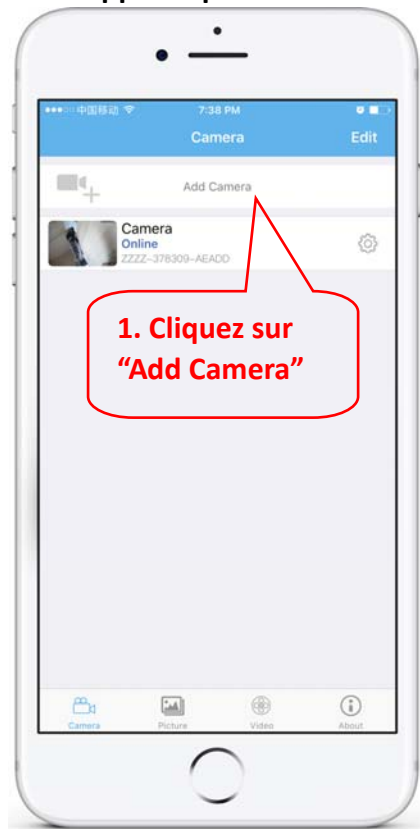 中国移动 7:38 PM
Camera Edit
Add Camera
Camera
Online
ZZZZ-378309-AEADD
1. Cliquez sur
“Add Camera”
Camera Picture Video About